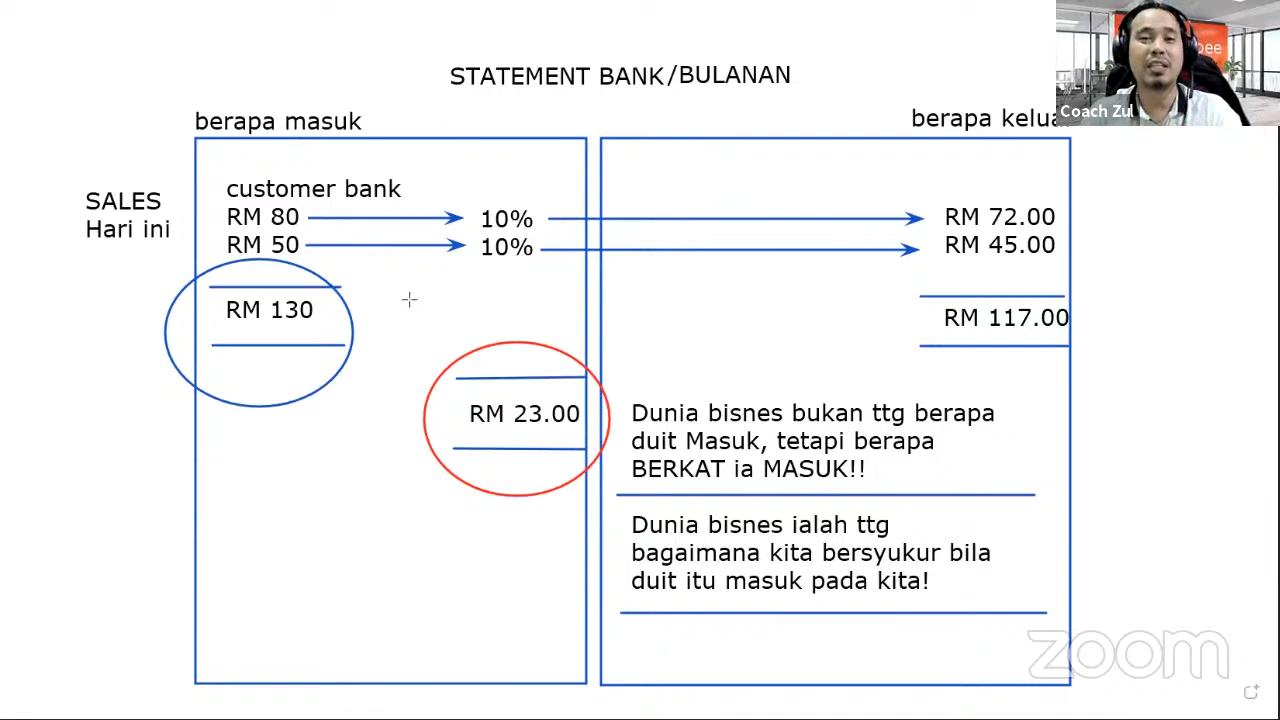 STATEMENT BANK/BULANAN
berapa masuk
berapa kelua
Coach Zul
SALES
Hari ini
customer bank
RM 80
10%
RM 72.00
RM 50
10%
RM 45.00
RM 130
RM 117.00
RM 23.00
Dunia bisnes bukan ttg berapa
duit Masuk, tetapi berapa
BERKAT ia MASUK!!
Dunia bisnes ialah ttg
bagaimana kita bersyukur bila
duit itu masuk pada kita!
zoom